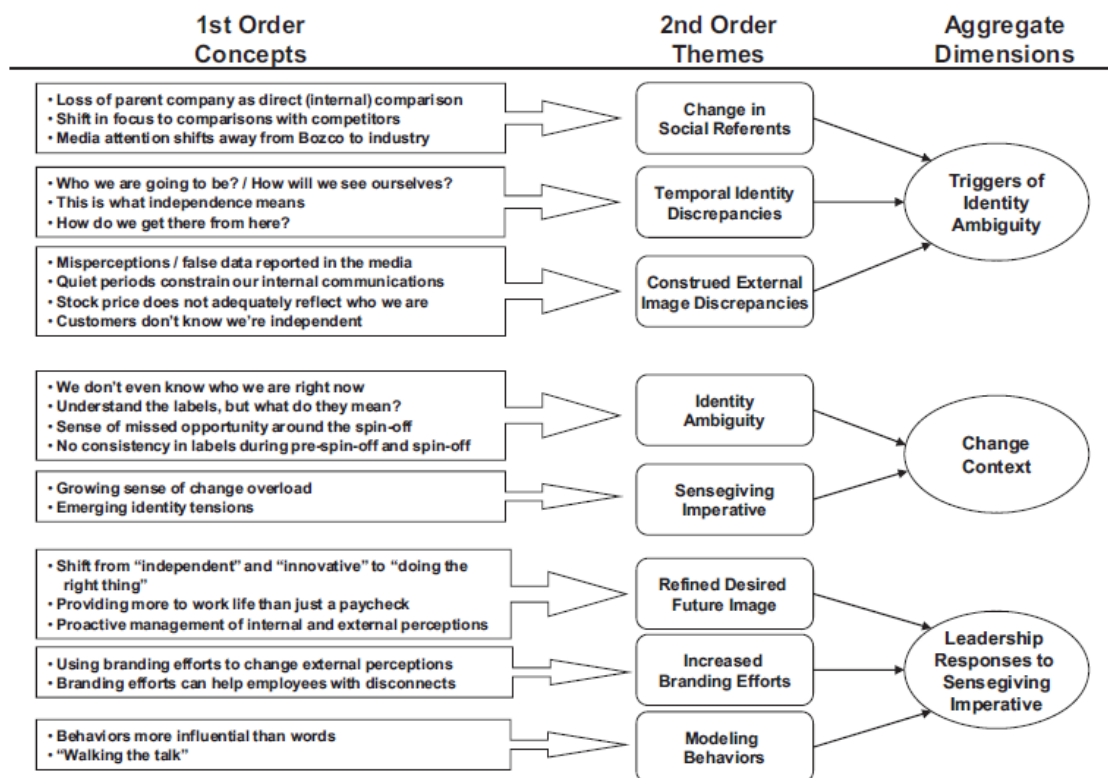 1st Order
Concepts
2nd Order
Themes
Aggregate
Dimensions
• Loss of parent company as direct (internal) comparison
• Shift in focus to comparisons with competitors
• Media attention shifts away from Bozco to industry
Change in
Social Referents
• Who we are going to be? / How will we see ourselves?
• This is what independence means
• How do we get there from here?
Temporal Identity
Discrepancies
• Misperceptions / false data reported in the media
• Quiet periods constrain our internal communications
• Stock price does not adequately reflect who we are
• Customers don't know we're independent
Construed External
Image Discrepancies
Triggers of
Identity
Ambiguity
• We don't even know who we are right now
• Understand the labels, but what do they mean?
• Sense of missed opportunity around the spin-off
• No consistency in labels during pre-spin-off and spin-off
Identity
Ambiguity
• Growing sense of change overload
• Emerging identity tensions
Sensegiving
Imperative
Change
Context
• Shift from “independent” and “innovative” to “doing the
right thing”
• Providing more to work life than just a paycheck
• Proactive management of internal and external perceptions
Refined Desired
Future Image
• Using branding efforts to change external perceptions
• Branding efforts can help employees with disconnects
Increased
Branding Efforts
• Behaviors more influential than words
• “Walking the talk”
Modeling
Behaviors
Leadership
Responses to
Sensegiving
Imperative